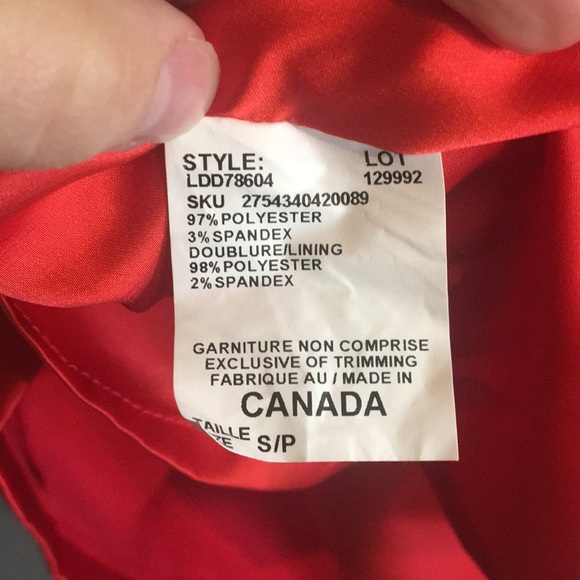 STYLE: LOT
LDD78604 129992
SKU 2754340420089
97% POLYESTER
3% SPANDEX
DOUBLURE/LINING
98% POLYESTER
2% SPANDEX
GARNITURE NON COMPRISE
EXCLUSIVE OF TRIMMING
FABRIQUE AU / MADE IN
CANADA
TAILLE
S/P